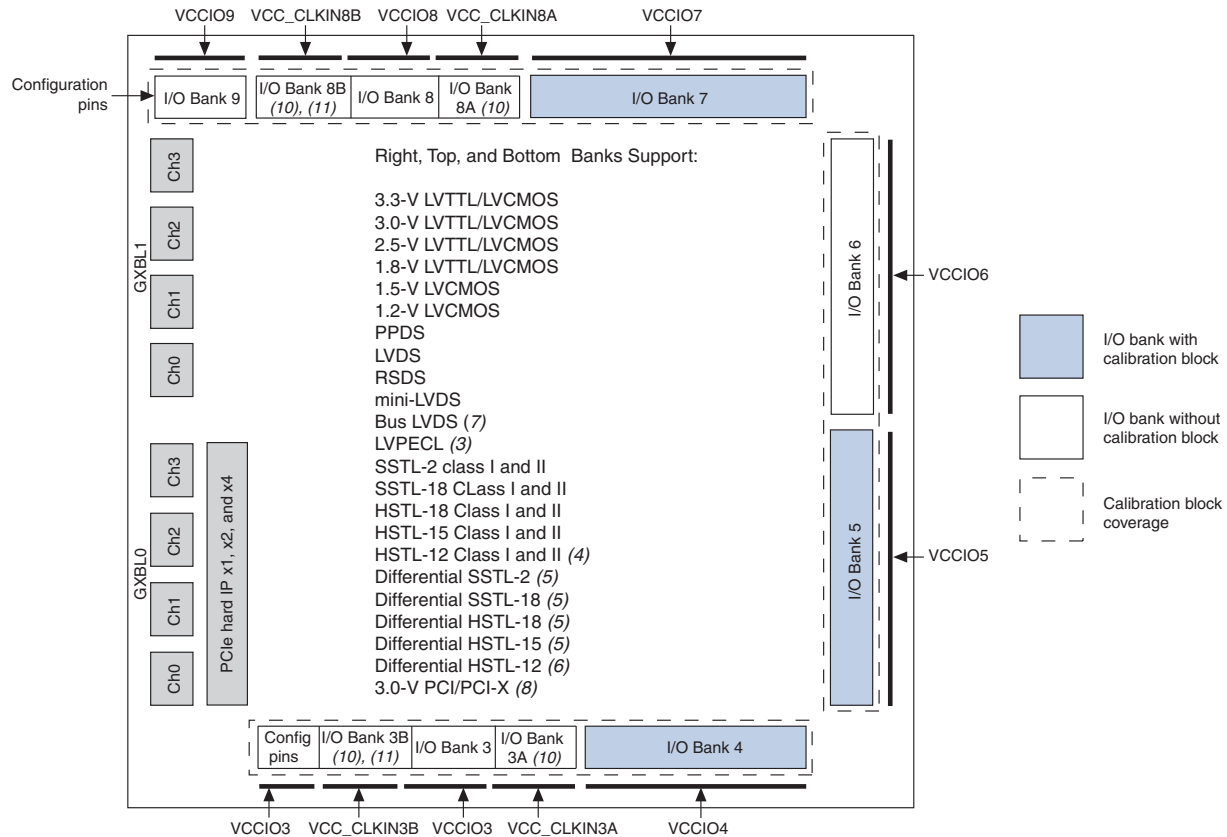 VCCIO9
VCC_CLKIN8B
VCCIO8
VCC_CLKIN8A
VCCIO7
Configuration
pins
I/O Bank 9
I/O Bank 8B
(10), (11)
I/O Bank 8
I/O Bank
8A (10)
I/O Bank 7
Right, Top, and Bottom Banks Support:
3.3-V LVTTL/LVCMOS
3.0-V LVTTL/LVCMOS
2.5-V LVTTL/LVCMOS
1.8-V LVTTL/LVCMOS
1.5-V LVCMOS
1.2-V LVCMOS
PPDS
LVDS
RSDS
mini-LVDS
Bus LVDS (7)
LVPECL (3)
SSTL-2 class I and II
SSTL-18 CLass I and II
HSTL-18 Class I and II
HSTL-15 Class I and II
HSTL-12 Class I and II (4)
Differential SSTL-2 (5)
Differential SSTL-18 (5)
Differential HSTL-18 (5)
Differential HSTL-15 (5)
Differential HSTL-12 (6)
3.0-V PCI/PCI-X (8)
GXBL1
Ch3
Ch2
Ch1
Ch0
GXBL0
Ch3
Ch2
Ch1
Ch0
PCIe hard IP x1, x2, and x4
I/O Bank 6
VCCIO6
I/O Bank 5
VCCIO5
I/O bank with
calibration block
I/O bank without
calibration block
Calibration block
coverage
Config
pins
I/O Bank 3B
(10), (11)
I/O Bank 3
I/O Bank
3A (10)
I/O Bank 4
VCCIO3
VCC_CLKIN3B
VCCIO3
VCC_CLKIN3A
VCCIO4